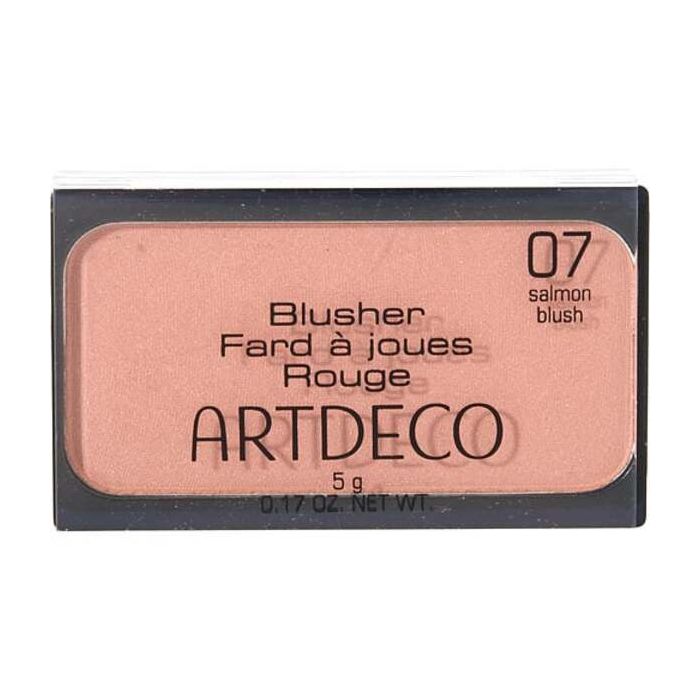 07
salmon
blush
Blusher
Fard à joues
Rouge
ARTDECO
5 g
0.17 OZ. NET WT.